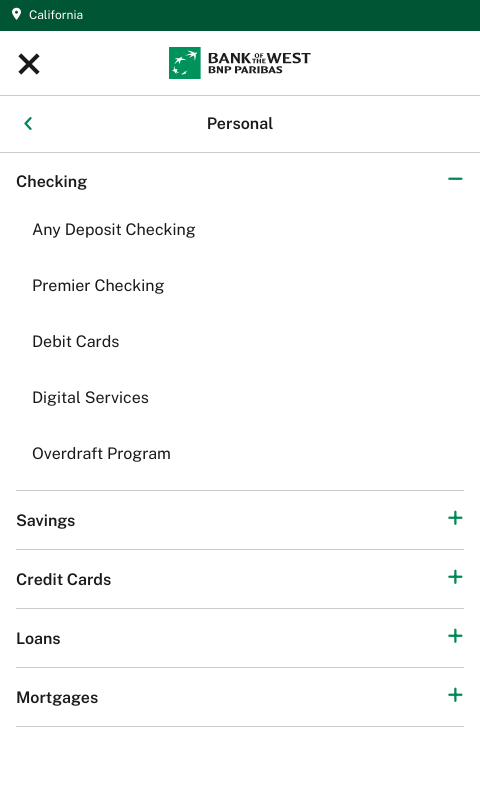 California
BANK OF THE WEST
BNP PARIBAS
Personal
Checking
Any Deposit Checking
Premier Checking
Debit Cards
Digital Services
Overdraft Program
Savings
Credit Cards
Loans
Mortgages